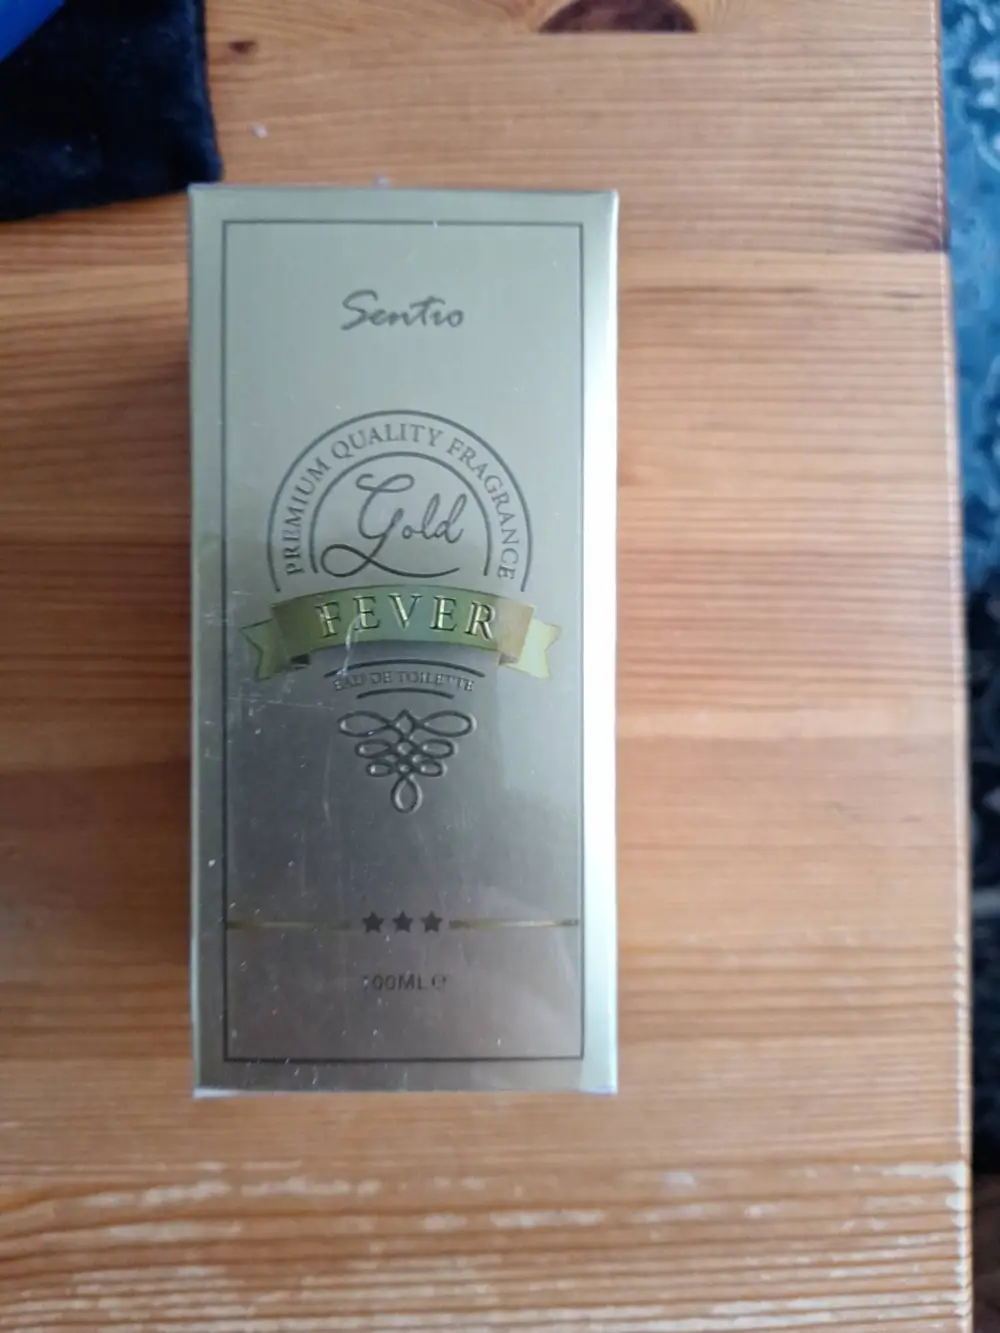 Sentio
PREMIUM QUALITY FRAGRANCE
Gold
FEVER
EAU DE TOILETTE
100ML℮